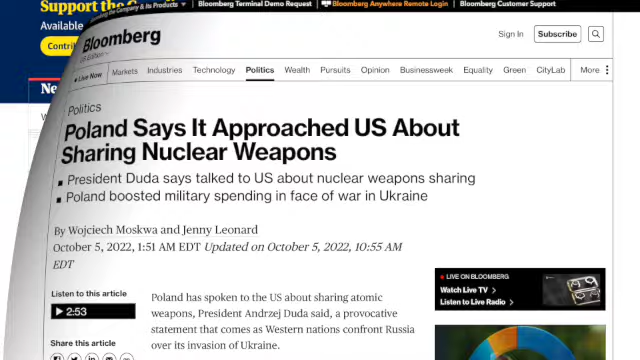 Support the G
Available
Contri
Ne
W
Company & Its Products
Bloomberg Terminal Demo Request
Bloomberg Anywhere Remote Login
Bloomberg Customer Support
Bloomberg
Sign In
Subscribe
Live Now
Markets
Industries
Technology
Politics
Wealth
Pursuits
Opinion
Businessweek
Equality
Green
CityLab
More
Politics
Poland Says It Approached US About
Sharing Nuclear Weapons
President Duda says talked to US about nuclear weapons sharing
Poland boosted military spending in face of war in Ukraine
By Wojciech Moskwa and Jenny Leonard
October 5, 2022, 1:51 AM EDT Updated on October 5, 2022, 10:55 AM
EDT
LIVE ON BLOOMBERG
Watch Live TV
Listen to Live Radio
Listen to this article
2:53
Share this article
Poland has spoken to the US about sharing atomic
weapons, President Andrzej Duda said, a provocative
statement that comes as Western nations confront Russia
over its invasion of Ukraine.